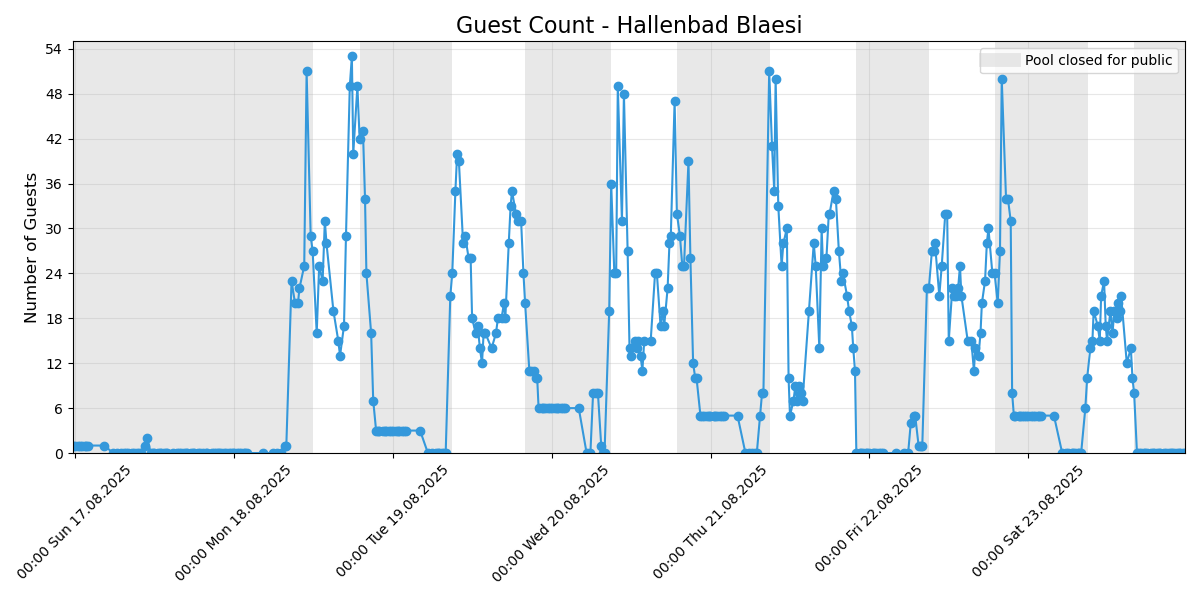 Guest Count - Hallenbad Blaesi
Pool closed for public
Number of Guests
54
48
42
36
30
24
18
12
6
0
00:00 Sun 17.08.2025
00:00 Mon 18.08.2025
00:00 Tue 19.08.2025
00:00 Wed 20.08.2025
00:00 Thu 21.08.2025
00:00 Fri 22.08.2025
00:00 Sat 23.08.2025